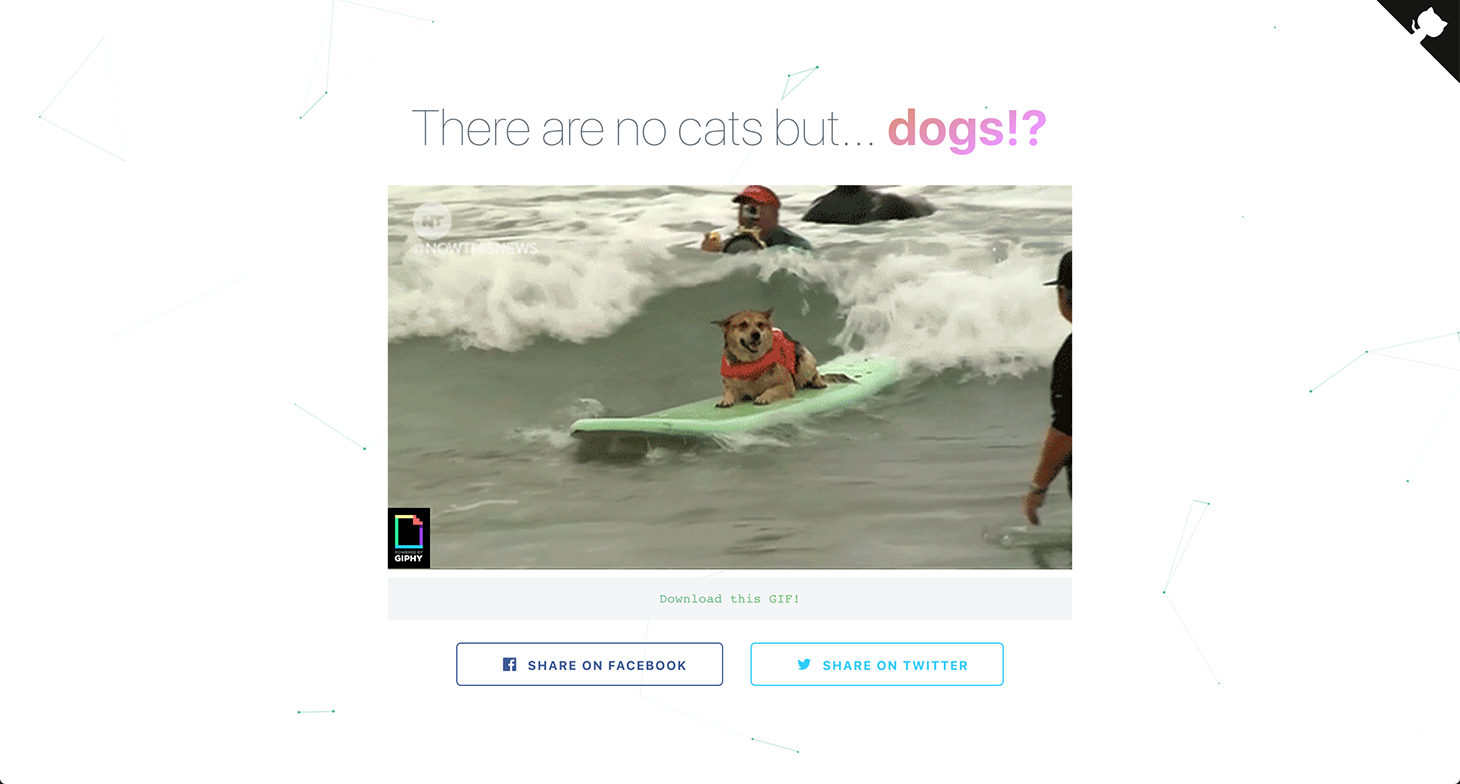 There are no cats but... dogs!?
@NOWTHISNEWS
POWERED BY
GIPHY
Download this GIF!
SHARE ON FACEBOOK
SHARE ON TWITTER